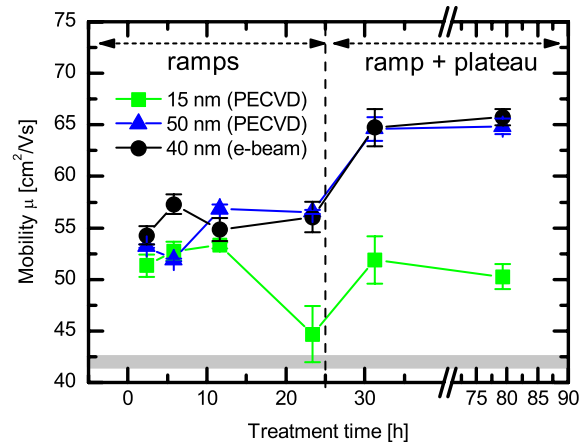 75
70
65
60
55
50
45
40
Mobility μ [cm²/Vs]
ramps
ramp + plateau
15 nm (PECVD)
50 nm (PECVD)
40 nm (e-beam)
0 10 20 30 75 80 85 90
Treatment time [h]